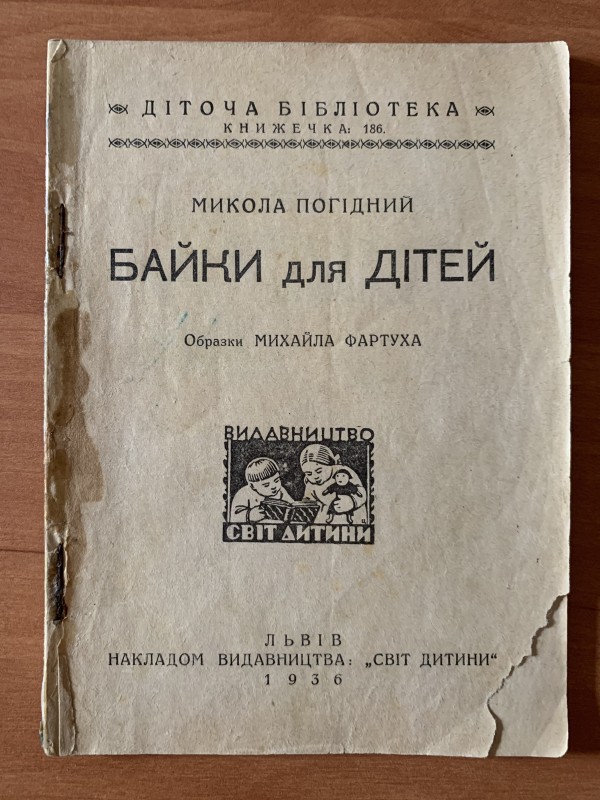 ДІТОЧА БІБЛІОТЕКА
КНИЖЕЧКА: 186.
МИКОЛА ПОГІДНИЙ
БАЙКИ для ДІТЕЙ
Образки МИХАЙЛА ФАРТУХА
ВИДАВНИЦТВО
СВІТ ДИТИНИ
ЛЬВІВ
НАКЛАДОМ ВИДАВНИЦТВА: „СВІТ ДИТИНИ“
1936